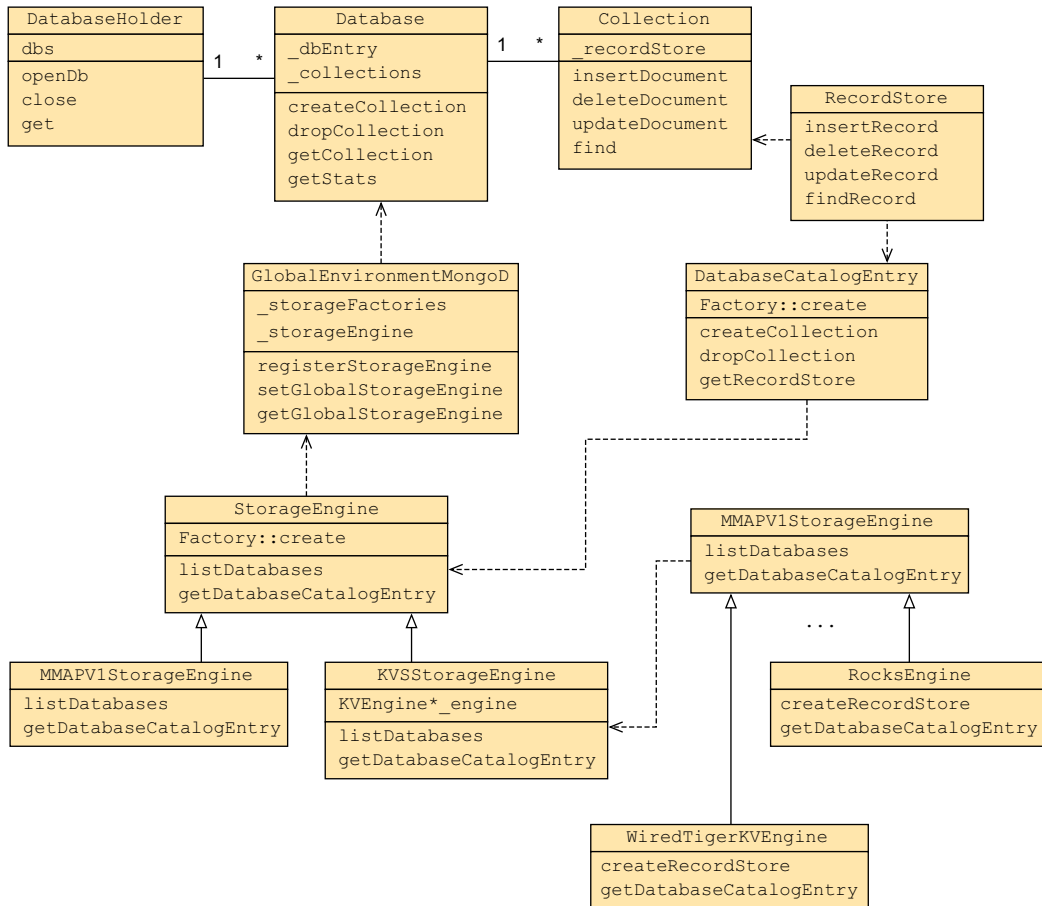 DatabaseHolder
dbs
openDb
close
get
1
*
Database
_dbEntry
_collections
createCollection
dropCollection
getCollection
getStats
1
*
Collection
_recordStore
insertDocument
deleteDocument
updateDocument
find
RecordStore
insertRecord
deleteRecord
updateRecord
findRecord
GlobalEnvironmentMongoD
_storageFactories
_storageEngine
registerStorageEngine
setGlobalStorageEngine
getGlobalStorageEngine
DatabaseCatalogEntry
Factory::create
createCollection
dropCollection
getRecordStore
StorageEngine
Factory::create
listDatabases
getDatabaseCatalogEntry
MMAPV1StorageEngine
listDatabases
getDatabaseCatalogEntry
...
MMAPV1StorageEngine
listDatabases
getDatabaseCatalogEntry
KVSStorageEngine
KVEngine*_engine
listDatabases
getDatabaseCatalogEntry
RocksEngine
createRecordStore
getDatabaseCatalogEntry
WiredTigerKVEngine
createRecordStore
getDatabaseCatalogEntry